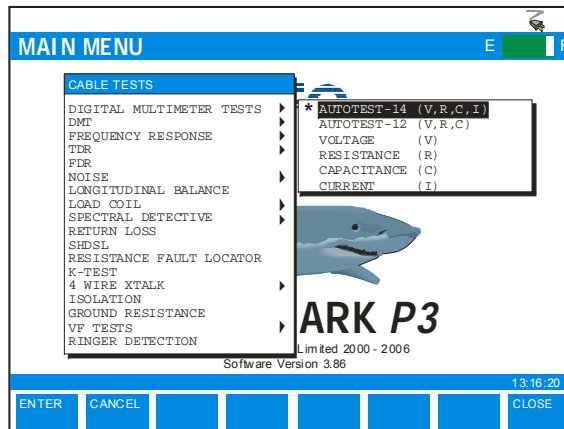 MAIN MENU
E
CABLE TESTS
DIGITAL MULTIMETER TESTS
DMT
FREQUENCY RESPONSE
TDR
FDR
NOISE
LONGITUDINAL BALANCE
LOAD COIL
SPECTRAL DETECTIVE
RETURN LOSS
SHDSL
RESISTANCE FAULT LOCATOR
K-TEST
4 WIRE XTALK
ISOLATION
GROUND RESISTANCE
VF TESTS
RINGER DETECTION
* AUTOTEST-14 (V,R,C,I)
AUTOTEST-12 (V,R,C)
VOLTAGE (V)
RESISTANCE (R)
CAPACITANCE (C)
CURRENT (I)
ARK P3
Limited 2000 - 2006
Software Version 3.86
13:16:20
ENTER CANCEL CLOSE